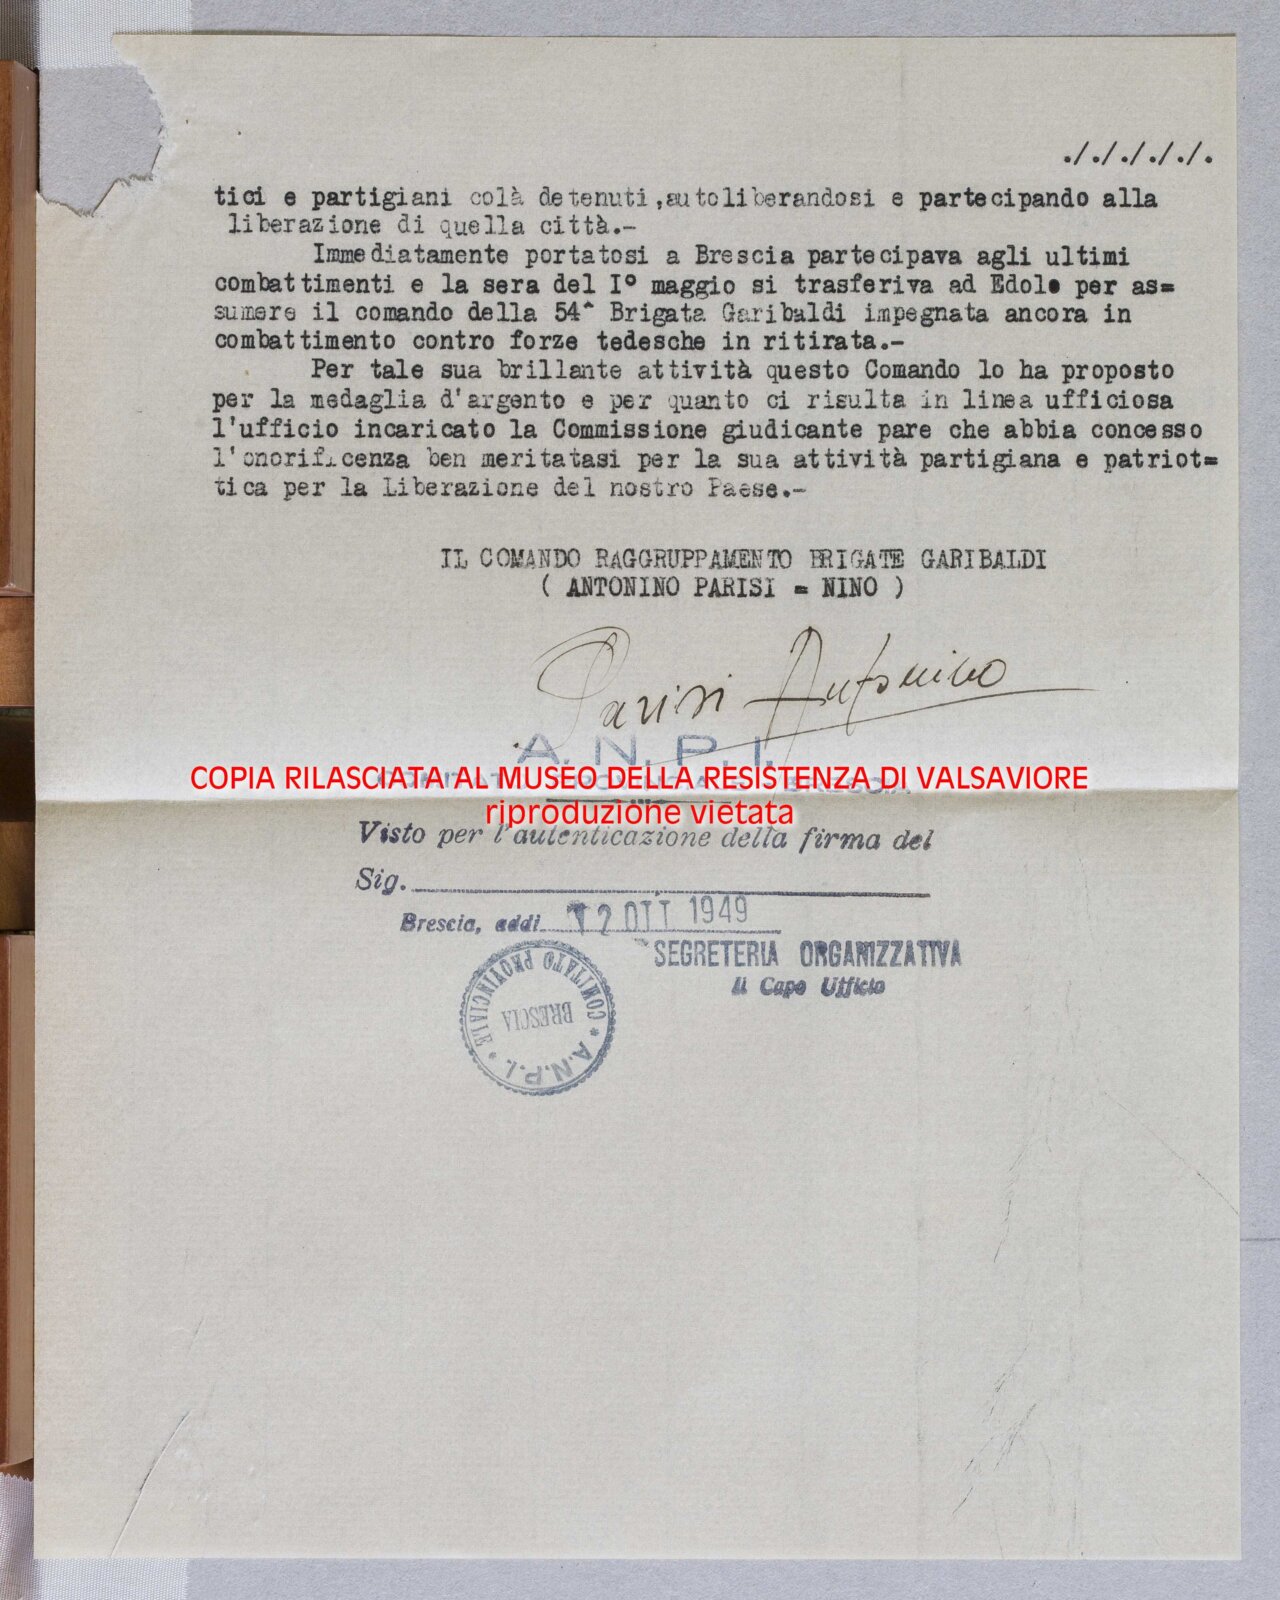 ./././././.
tici e partigiani colà detenuti,autoliberandosi e partecipando alla
liberazione di quella città.-
Immediatamente portatosi a Brescia partecipava agli ultimi
combattimenti e la sera del I° maggio si trasferiva ad Edolo per as=
sumere il comando della 54^ Brigata Garibaldi impegnata ancora in
combattimento contro forze tedesche in ritirata.-
Per tale sua brillante attività questo Comando lo ha proposto
per la medaglia d'argento e per quanto ci risulta in linea ufficiosa
l'ufficio incaricato la Commissione giudicante pare che abbia concesso
l'onorificenza ben meritatasi per la sua attività partigiana e patriot=
tica per la Liberazione del nostro Paese.-
IL COMANDO RAGGRUPPAMENTO BRIGATE GARIBALDI
( ANTONINO PARISI = NINO )
Parisi Antonino
A. N. P. I.
COMITATO PROVINCIALE BRESCIA
COPIA RILASCIATA AL MUSEO DELLA RESISTENZA DI VALSAVIORE
riproduzione vietata
Visto per l'autenticazione della firma del
Sig.
Brescia, addì 12 OTT 1949
SEGRETERIA ORGANIZZATIVA
Il Capo Ufficio
COMITATO PROVINCIALE * A.N.P.I. *
BRESCIA